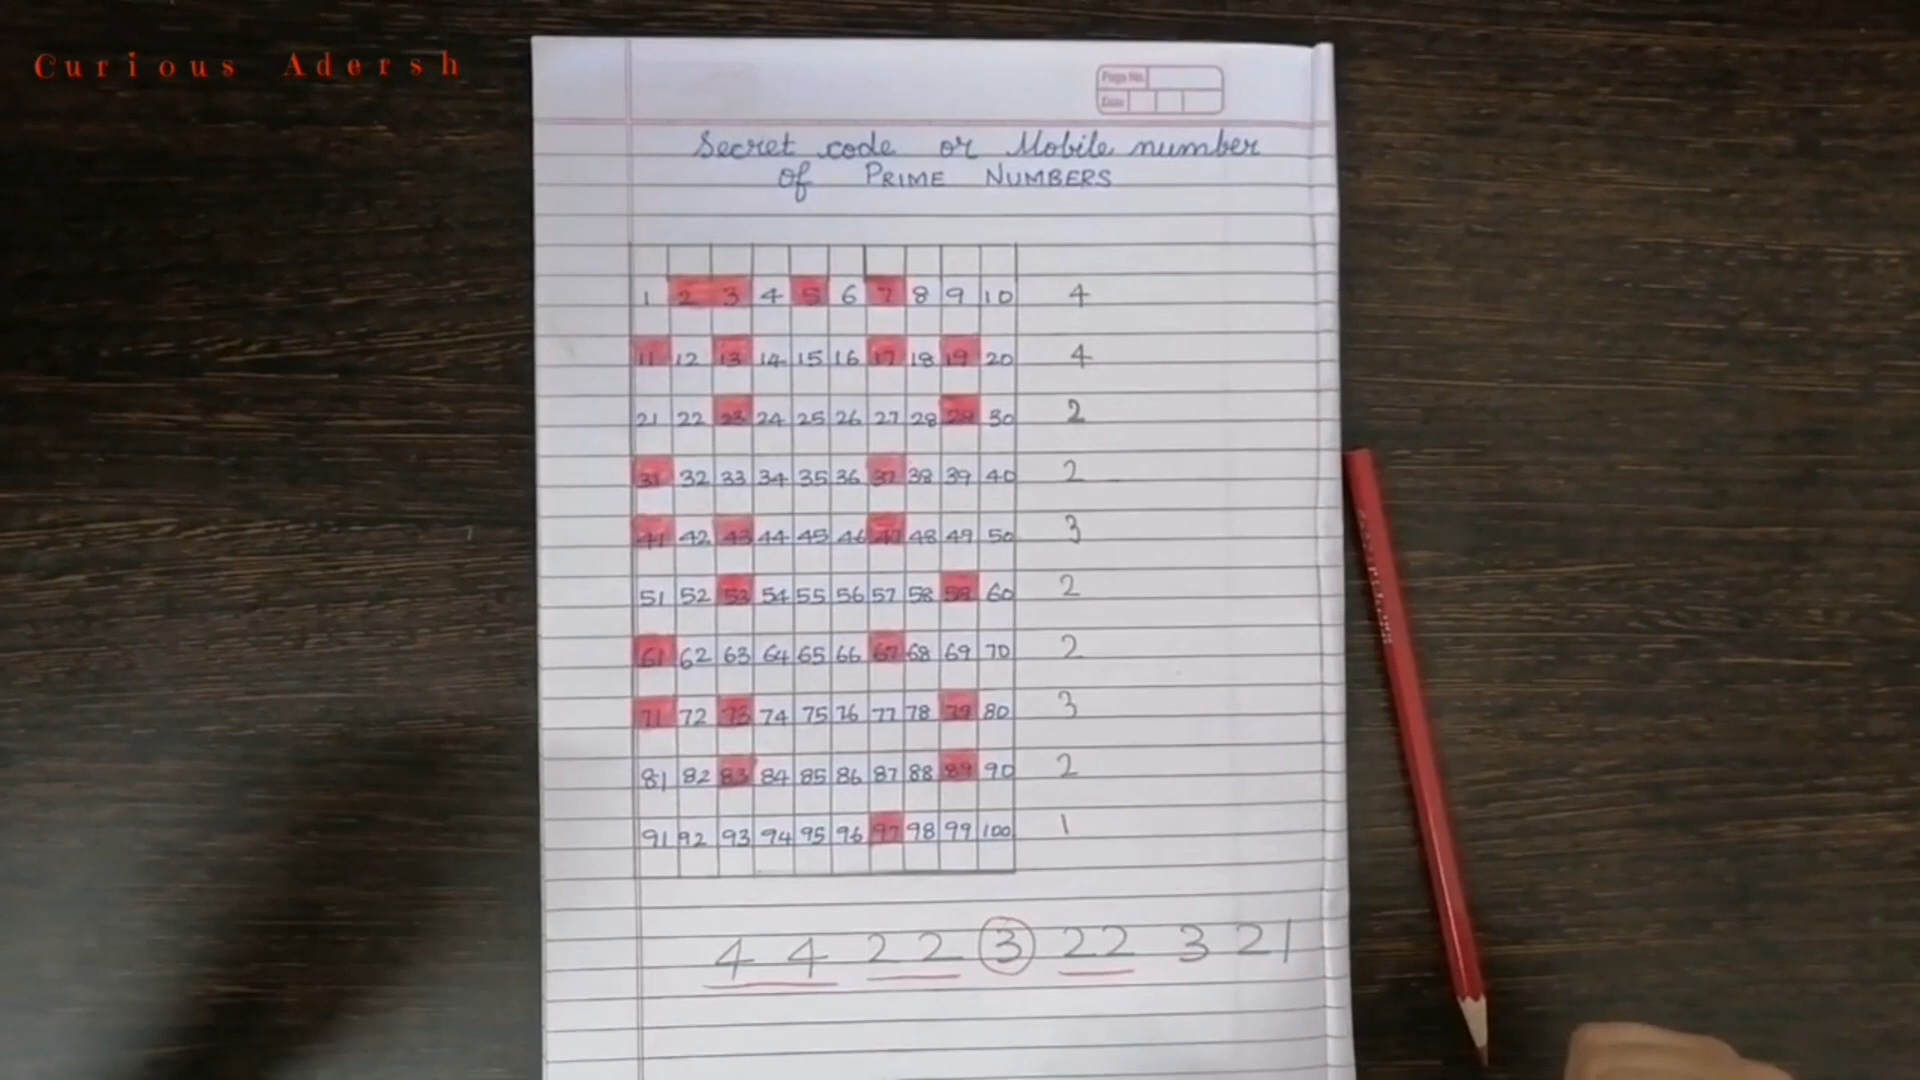 Curious Adersh
Page No.
Date
Secret code or Mobile number
of PRIME NUMBERS
1 2 3 4 5 6 7 8 9 10 4
11 12 13 14 15 16 17 18 19 20 4
21 22 23 24 25 26 27 28 29 30 2
31 32 33 34 35 36 37 38 39 40 2
41 42 43 44 45 46 47 48 49 50 3
51 52 53 54 55 56 57 58 59 60 2
61 62 63 64 65 66 67 68 69 70 2
71 72 73 74 75 76 77 78 79 80 3
81 82 83 84 85 86 87 88 89 90 2
91 92 93 94 95 96 97 98 99 100 1
4 4 2 2 3 2 2 3 2 1